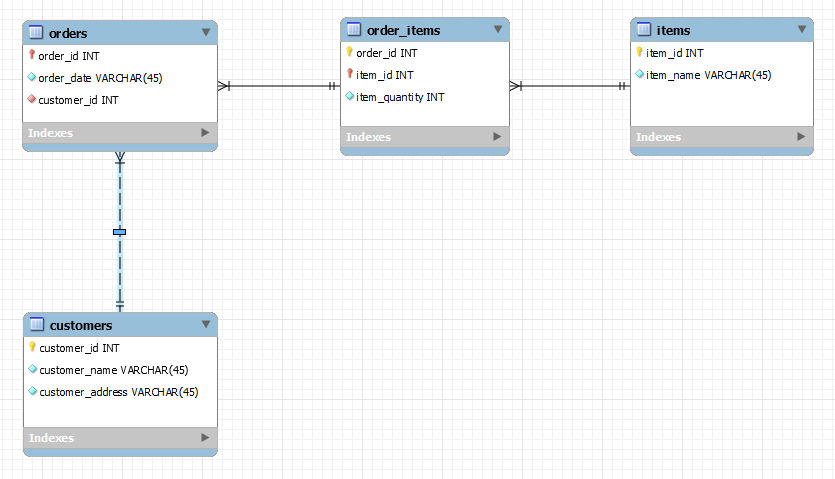 orders
order_id INT
order_date VARCHAR(45)
customer_id INT
Indexes
order_items
order_id INT
item_id INT
item_quantity INT
Indexes
items
item_id INT
item_name VARCHAR(45)
Indexes
customers
customer_id INT
customer_name VARCHAR(45)
customer_address VARCHAR(45)
Indexes